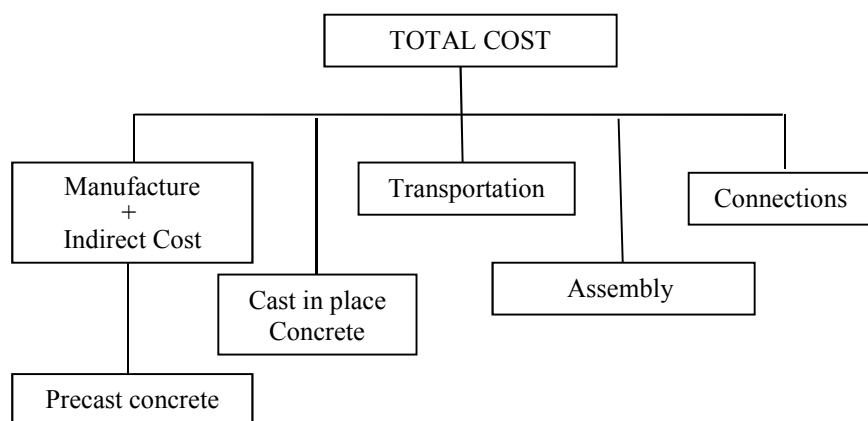 TOTAL COST
Manufacture
+
Indirect Cost
Transportation
Connections
Cast in place
Concrete
Assembly
Precast concrete